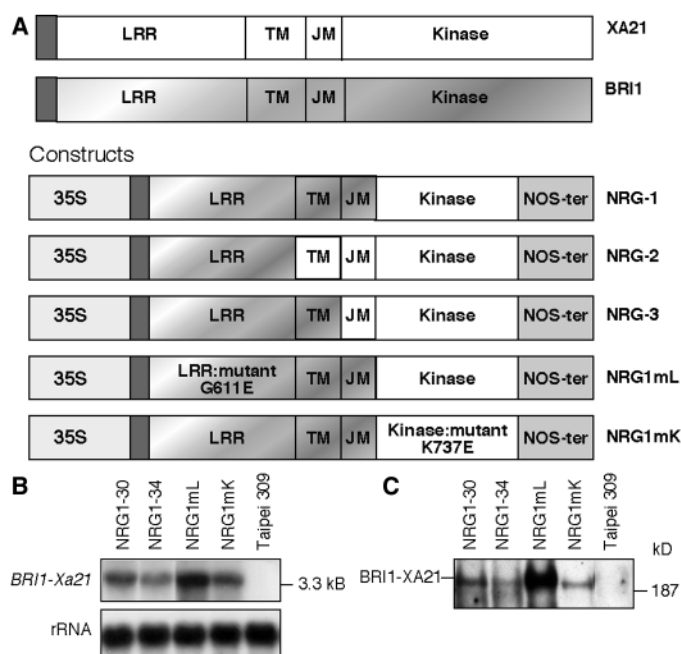 A
LRR TM JM Kinase XA21
LRR TM JM Kinase BRI1
Constructs
35S LRR TM JM Kinase NOS-ter NRG-1
35S LRR TM JM Kinase NOS-ter NRG-2
35S LRR TM JM Kinase NOS-ter NRG-3
35S LRR:mutant G611E TM JM Kinase NOS-ter NRG1mL
35S LRR TM JM Kinase:mutant K737E NOS-ter NRG1mK
B
NRG1-30 NRG1-34 NRG1mL NRG1mK Taipei 309
BRI1-Xa21
3.3 kB
rRNA
C
NRG1-30 NRG1-34 NRG1mL NRG1mK Taipei 309
kD
BRI1-XA21
187